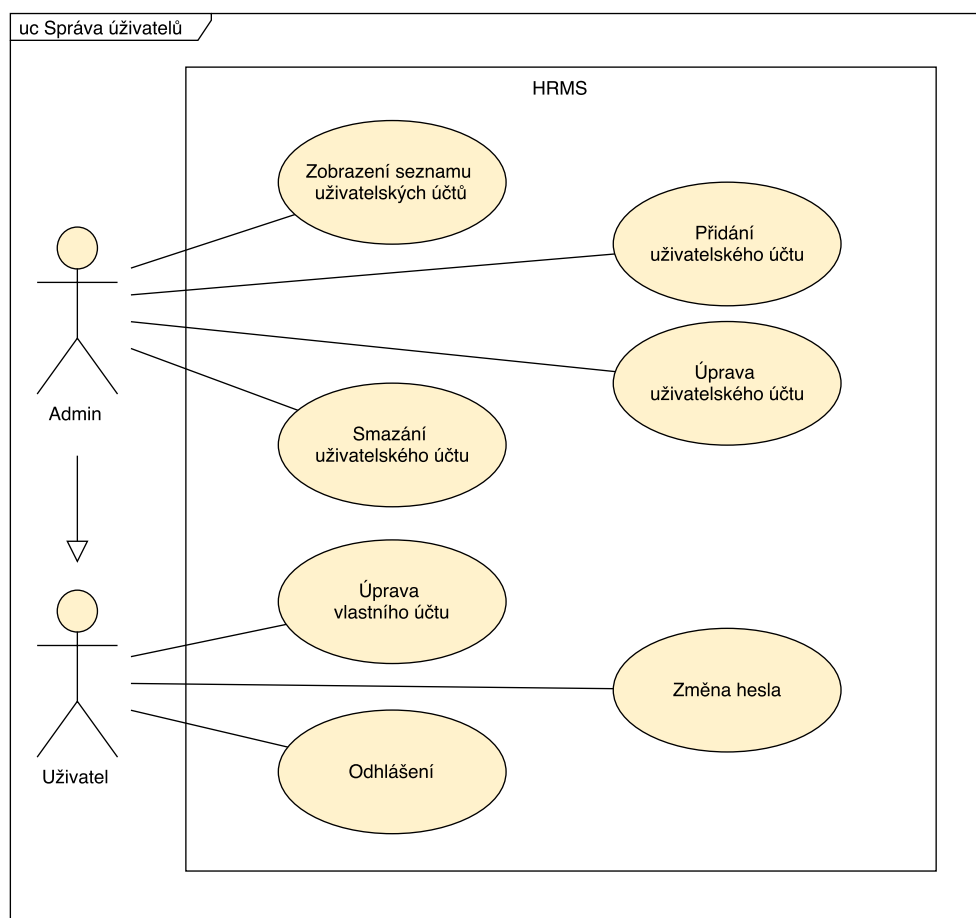 uc Správa úživatelů
HRMS
Zobrazení seznamu
uživatelských účtů
Přidání
uživatelského účtu
Úprava
uživatelského účtu
Admin
Smazání
uživatelského účtu
Úprava
vlastního účtu
Změna hesla
Uživatel
Odhlášení